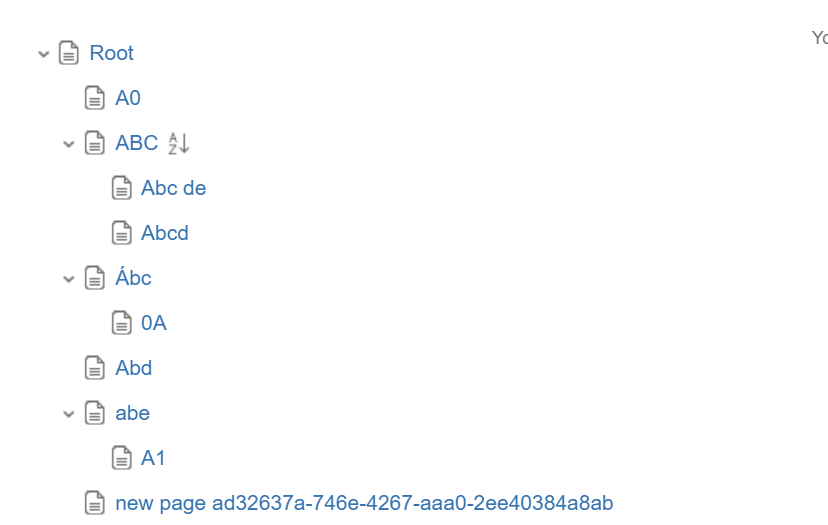 Yo
Root
A0
ABC
Abc de
Abcd
Ábc
0A
Abd
abe
A1
new page ad32637a-746e-4267-aaa0-2ee40384a8ab